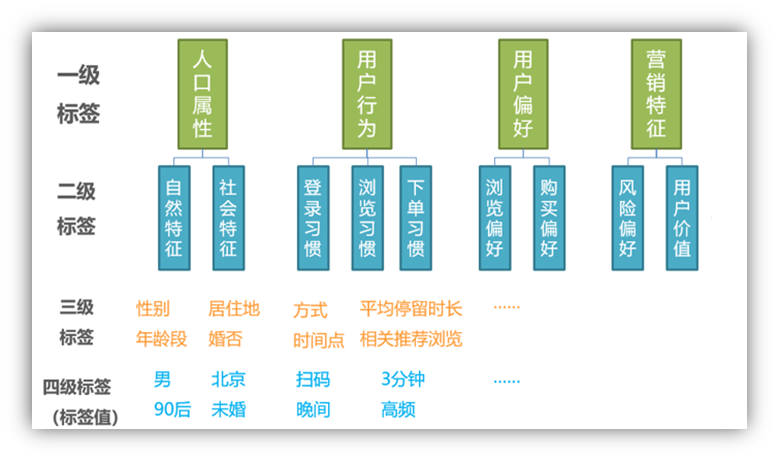 一级
标签
人口属性
用户行为
用户偏好
营销特征
二级
标签
自然特征
社会特征
登录习惯
浏览习惯
下单习惯
浏览偏好
购买偏好
风险偏好
用户价值
三级
标签
性别 居住地 方式 平均停留时长 ……
年龄段 婚否 时间点 相关推荐浏览
四级标签
(标签值)
男 北京 扫码 3分钟 ……
90后 未婚 晚间 高频